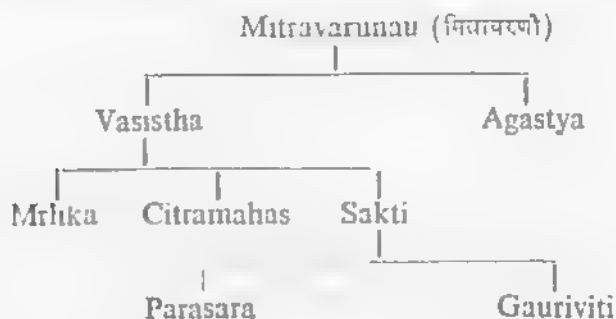 Mitravarunau (मित्रावरुणौ)
Vasistha Agastya
Mrlika Citramahas Sakti
Parasara Gauriviti